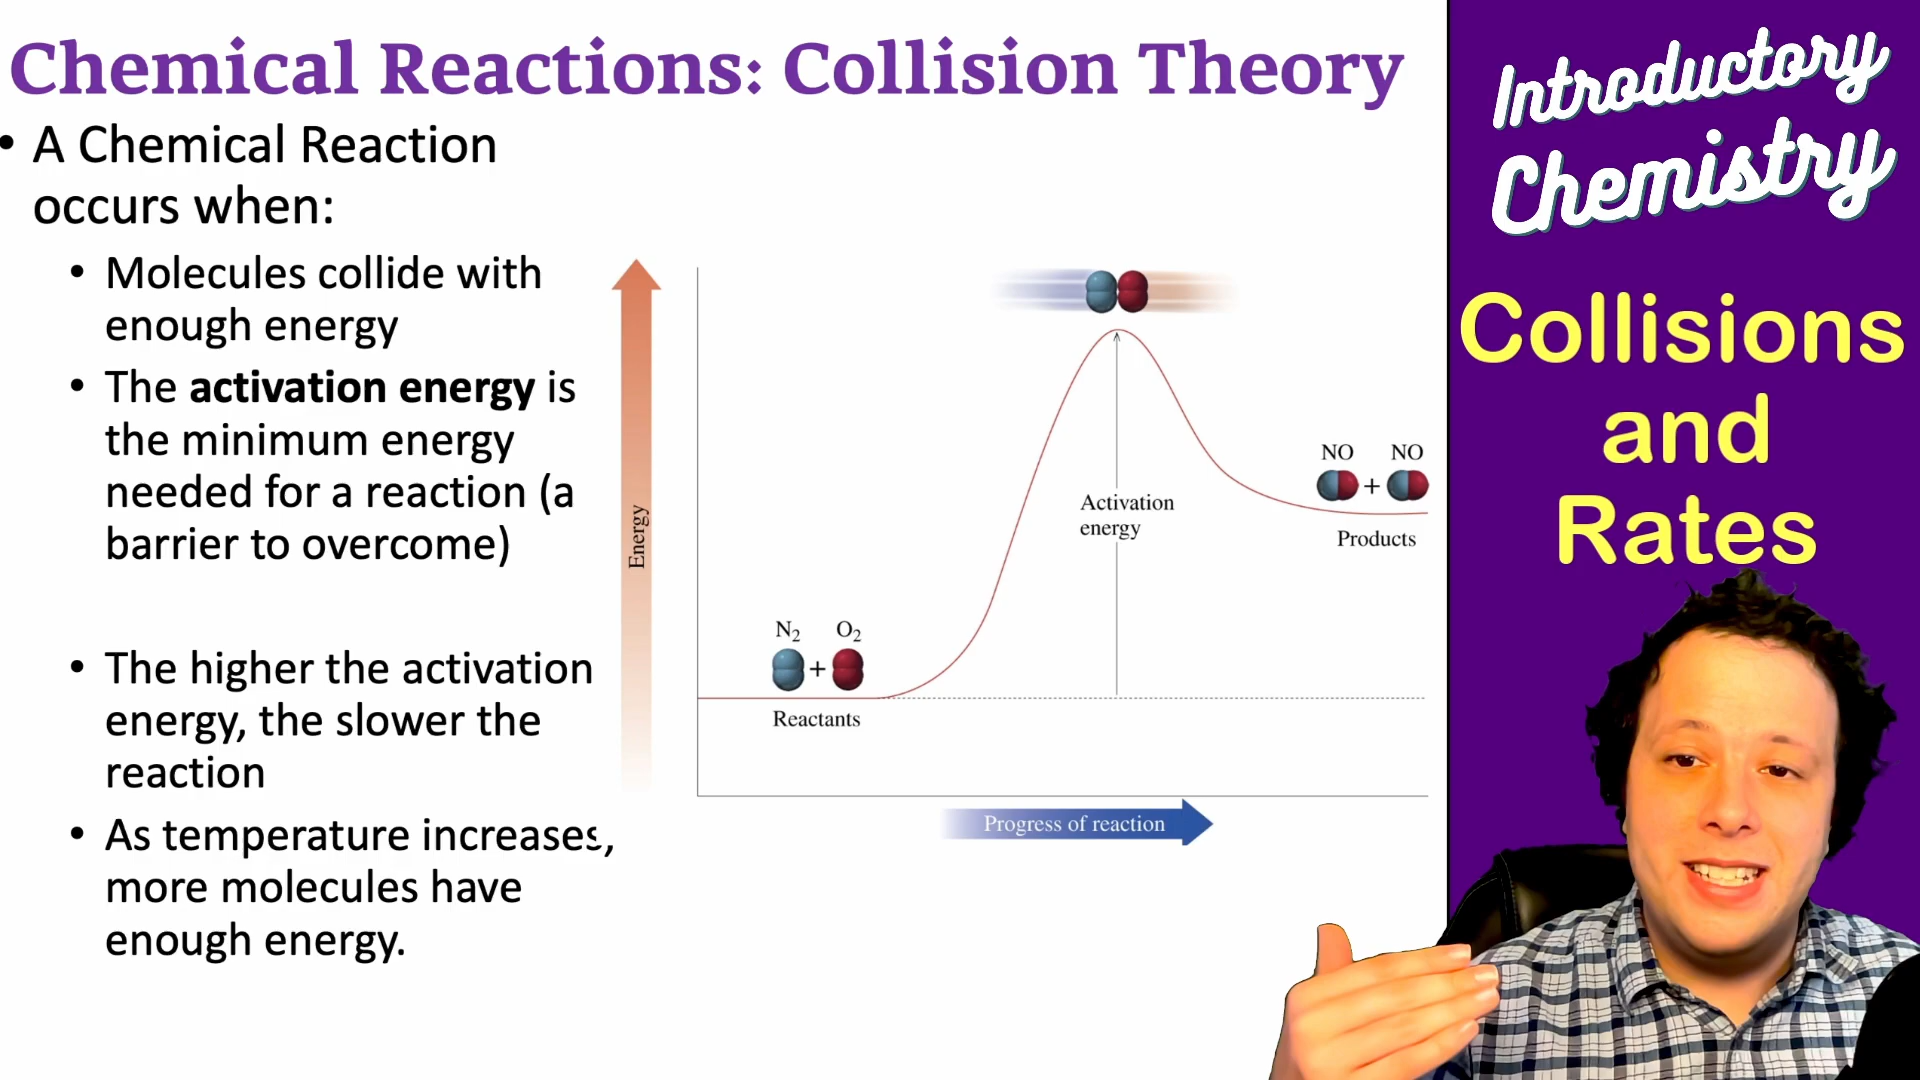 Chemical Reactions: Collision Theory
• A Chemical Reaction
occurs when:
• Molecules collide with
enough energy
• The activation energy is
the minimum energy
needed for a reaction (a
barrier to overcome)
• The higher the activation
energy, the slower the
reaction
• As temperature increases,
more molecules have
enough energy.
Energy
NO NO
+
Activation
energy
Products
N₂ O₂
+
Reactants
Progress of reaction
Introductory
Chemistry
Collisions
and
Rates